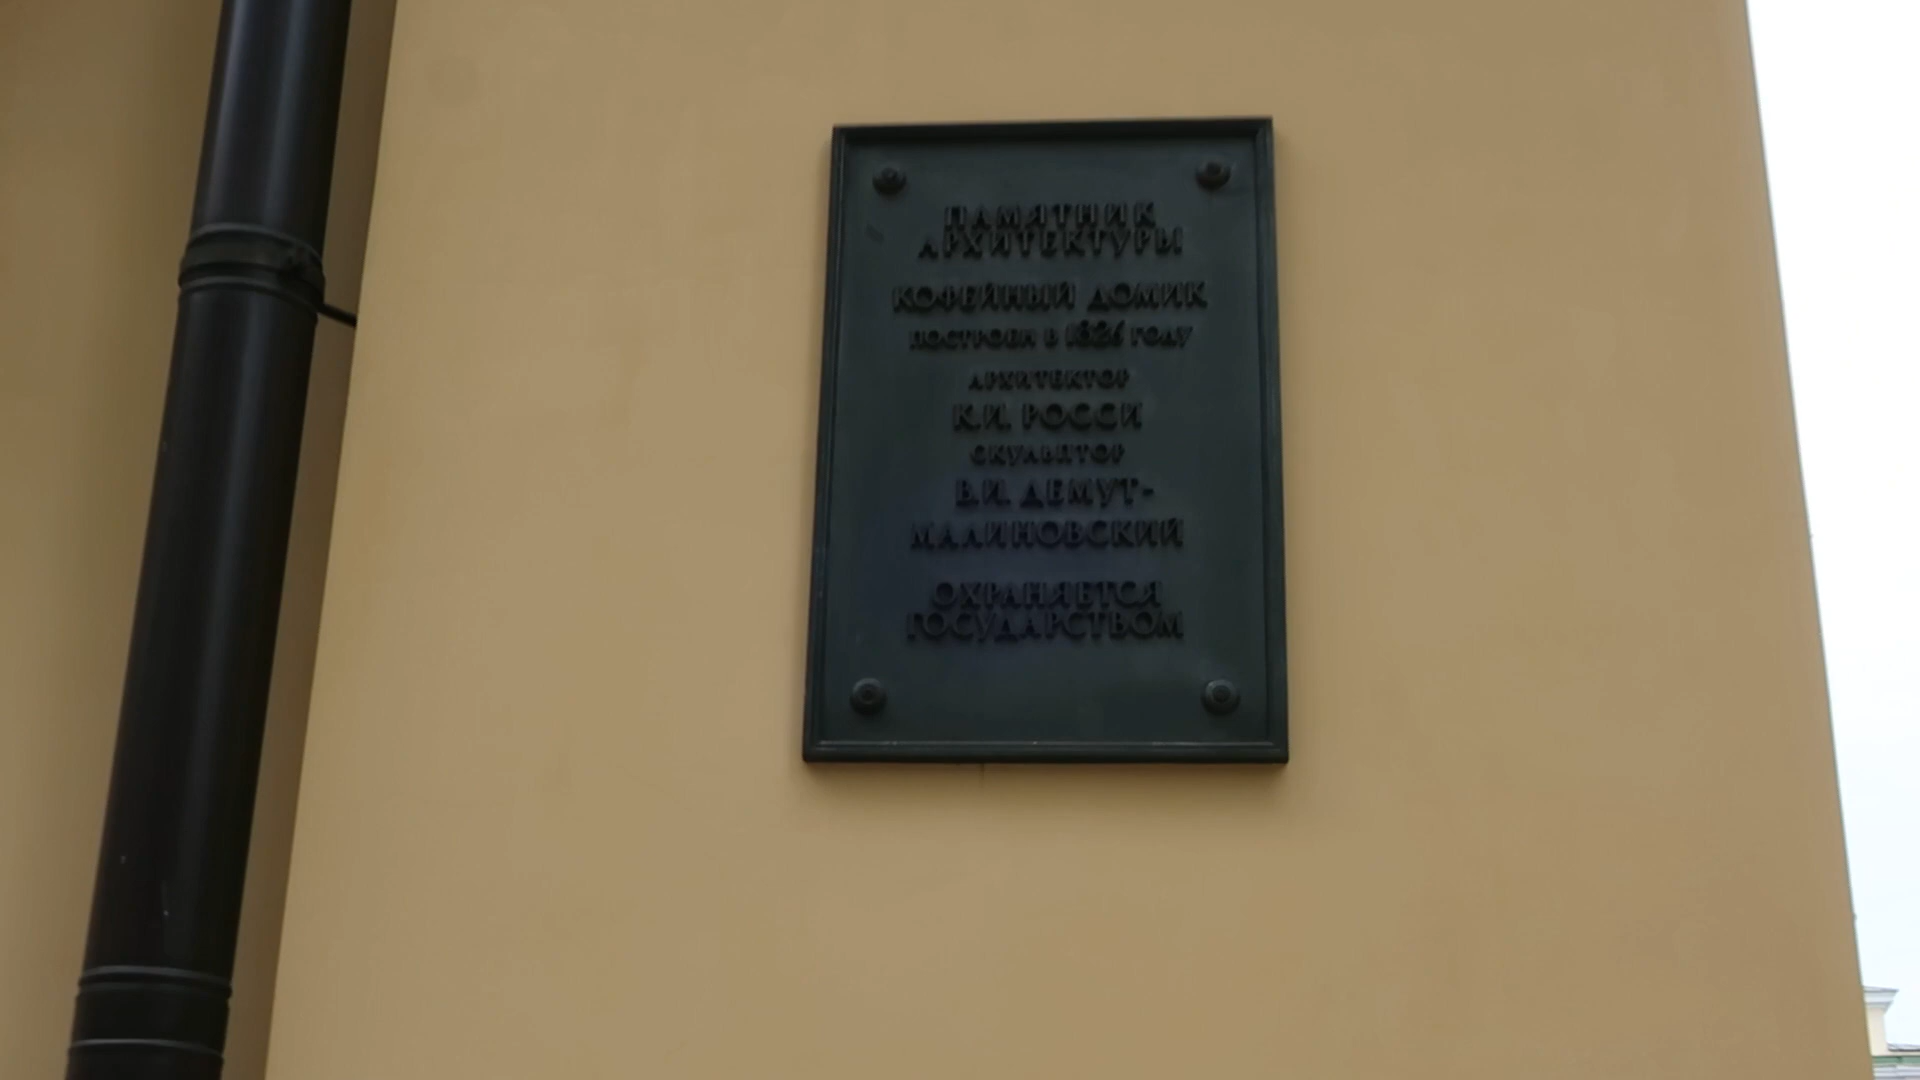 ПАМЯТНИК
АРХИТЕКТУРЫ
КОФЕЙНЫЙ ДОМИК
ПОСТРОЕН В 1826 ГОДУ
АРХИТЕКТОР
К.И. РОССИ
СКУЛЬПТОР
В.И. ДЕМУТ-
МАЛИНОВСКИЙ
ОХРАНЯЕТСЯ
ГОСУДАРСТВОМ